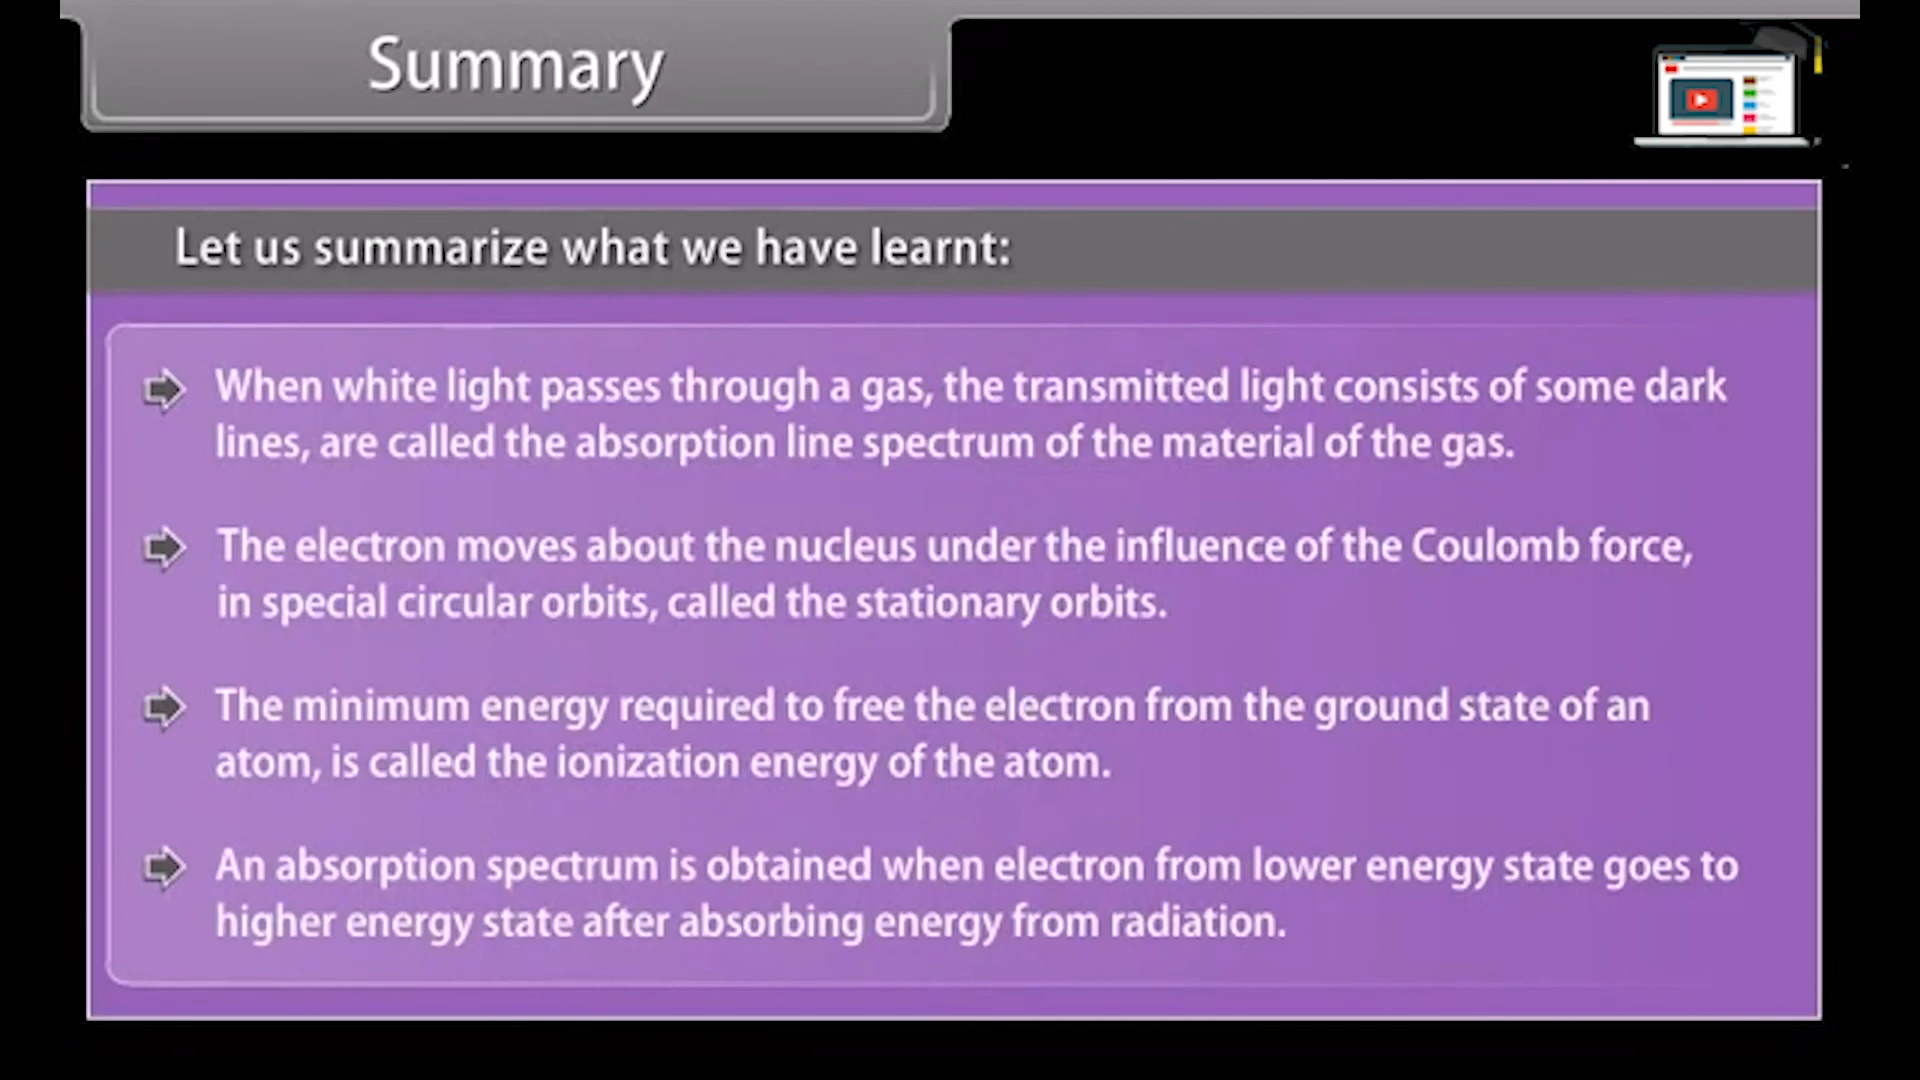 Summary
Let us summarize what we have learnt:
When white light passes through a gas, the transmitted light consists of some dark
lines, are called the absorption line spectrum of the material of the gas.
The electron moves about the nucleus under the influence of the Coulomb force,
in special circular orbits, called the stationary orbits.
The minimum energy required to free the electron from the ground state of an
atom, is called the ionization energy of the atom.
An absorption spectrum is obtained when electron from lower energy state goes to
higher energy state after absorbing energy from radiation.